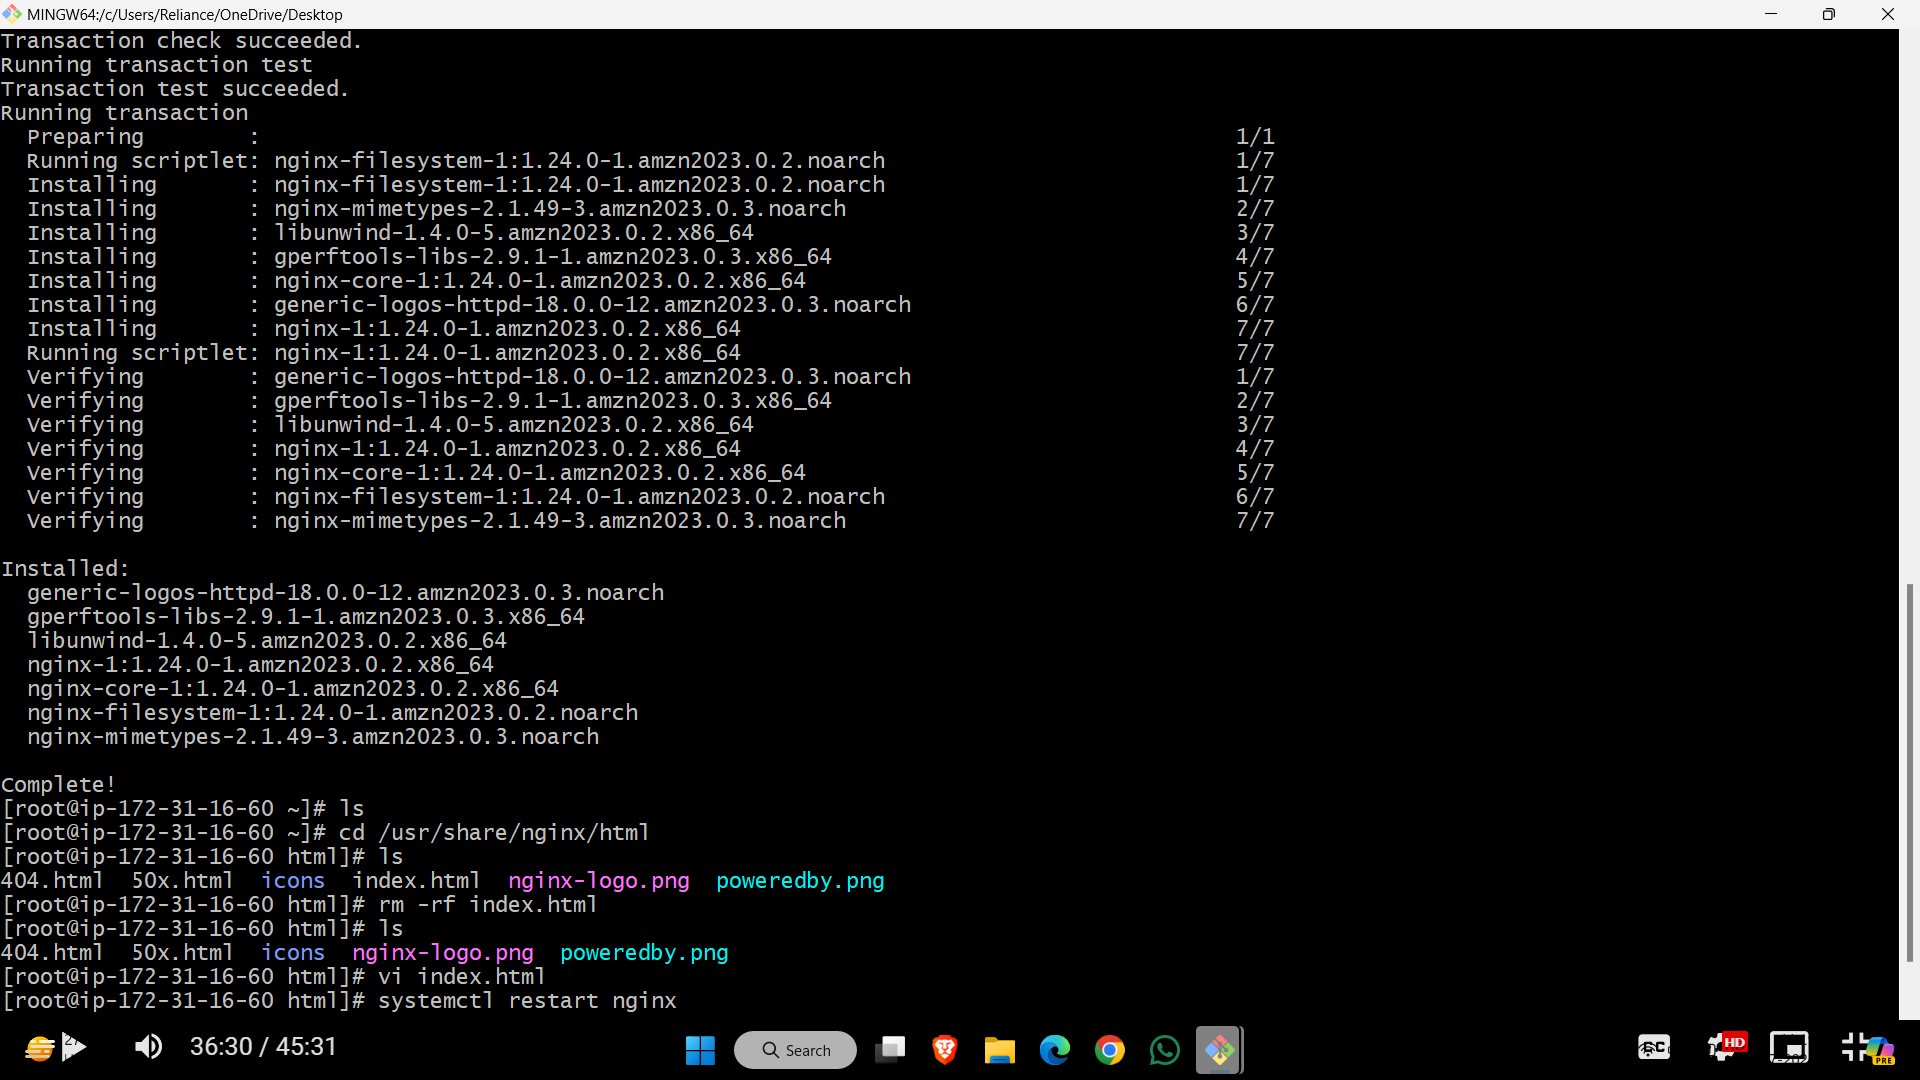 MINGW64:/c/Users/Reliance/OneDrive/Desktop
Transaction check succeeded.
Running transaction test
Transaction test succeeded.
Running transaction
  Preparing        :                                                                           1/1
  Running scriptlet: nginx-filesystem-1:1.24.0-1.amzn2023.0.2.noarch                           1/7
  Installing       : nginx-filesystem-1:1.24.0-1.amzn2023.0.2.noarch                           1/7
  Installing       : nginx-mimetypes-2.1.49-3.amzn2023.0.3.noarch                              2/7
  Installing       : libunwind-1.4.0-5.amzn2023.0.2.x86_64                                     3/7
  Installing       : gperftools-libs-2.9.1-1.amzn2023.0.3.x86_64                               4/7
  Installing       : nginx-core-1:1.24.0-1.amzn2023.0.2.x86_64                                 5/7
  Installing       : generic-logos-httpd-18.0.0-12.amzn2023.0.3.noarch                         6/7
  Installing       : nginx-1:1.24.0-1.amzn2023.0.2.x86_64                                      7/7
  Running scriptlet: nginx-1:1.24.0-1.amzn2023.0.2.x86_64                                      7/7
  Verifying        : generic-logos-httpd-18.0.0-12.amzn2023.0.3.noarch                         1/7
  Verifying        : gperftools-libs-2.9.1-1.amzn2023.0.3.x86_64                               2/7
  Verifying        : libunwind-1.4.0-5.amzn2023.0.2.x86_64                                     3/7
  Verifying        : nginx-1:1.24.0-1.amzn2023.0.2.x86_64                                      4/7
  Verifying        : nginx-core-1:1.24.0-1.amzn2023.0.2.x86_64                                 5/7
  Verifying        : nginx-filesystem-1:1.24.0-1.amzn2023.0.2.noarch                           6/7
  Verifying        : nginx-mimetypes-2.1.49-3.amzn2023.0.3.noarch                              7/7
Installed:
  generic-logos-httpd-18.0.0-12.amzn2023.0.3.noarch
  gperftools-libs-2.9.1-1.amzn2023.0.3.x86_64
  libunwind-1.4.0-5.amzn2023.0.2.x86_64
  nginx-1:1.24.0-1.amzn2023.0.2.x86_64
  nginx-core-1:1.24.0-1.amzn2023.0.2.x86_64
  nginx-filesystem-1:1.24.0-1.amzn2023.0.2.noarch
  nginx-mimetypes-2.1.49-3.amzn2023.0.3.noarch
Complete!
[root@ip-172-31-16-60 ~]# ls
[root@ip-172-31-16-60 ~]# cd /usr/share/nginx/html
[root@ip-172-31-16-60 html]# ls
404.html  50x.html  icons  index.html  nginx-logo.png  poweredby.png
[root@ip-172-31-16-60 html]# rm -rf index.html
[root@ip-172-31-16-60 html]# ls
404.html  50x.html  icons  nginx-logo.png  poweredby.png
[root@ip-172-31-16-60 html]# vi index.html
[root@ip-172-31-16-60 html]# systemctl restart nginx
36:30 / 45:31 Search HD PRE